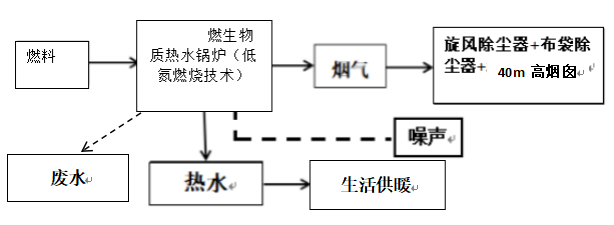 燃料
燃生物
质热水锅炉（低
氮燃烧技术）
烟气
旋风除尘器+布袋除
尘器+ 40m 高烟囱
噪声
废水
热水
生活供暖